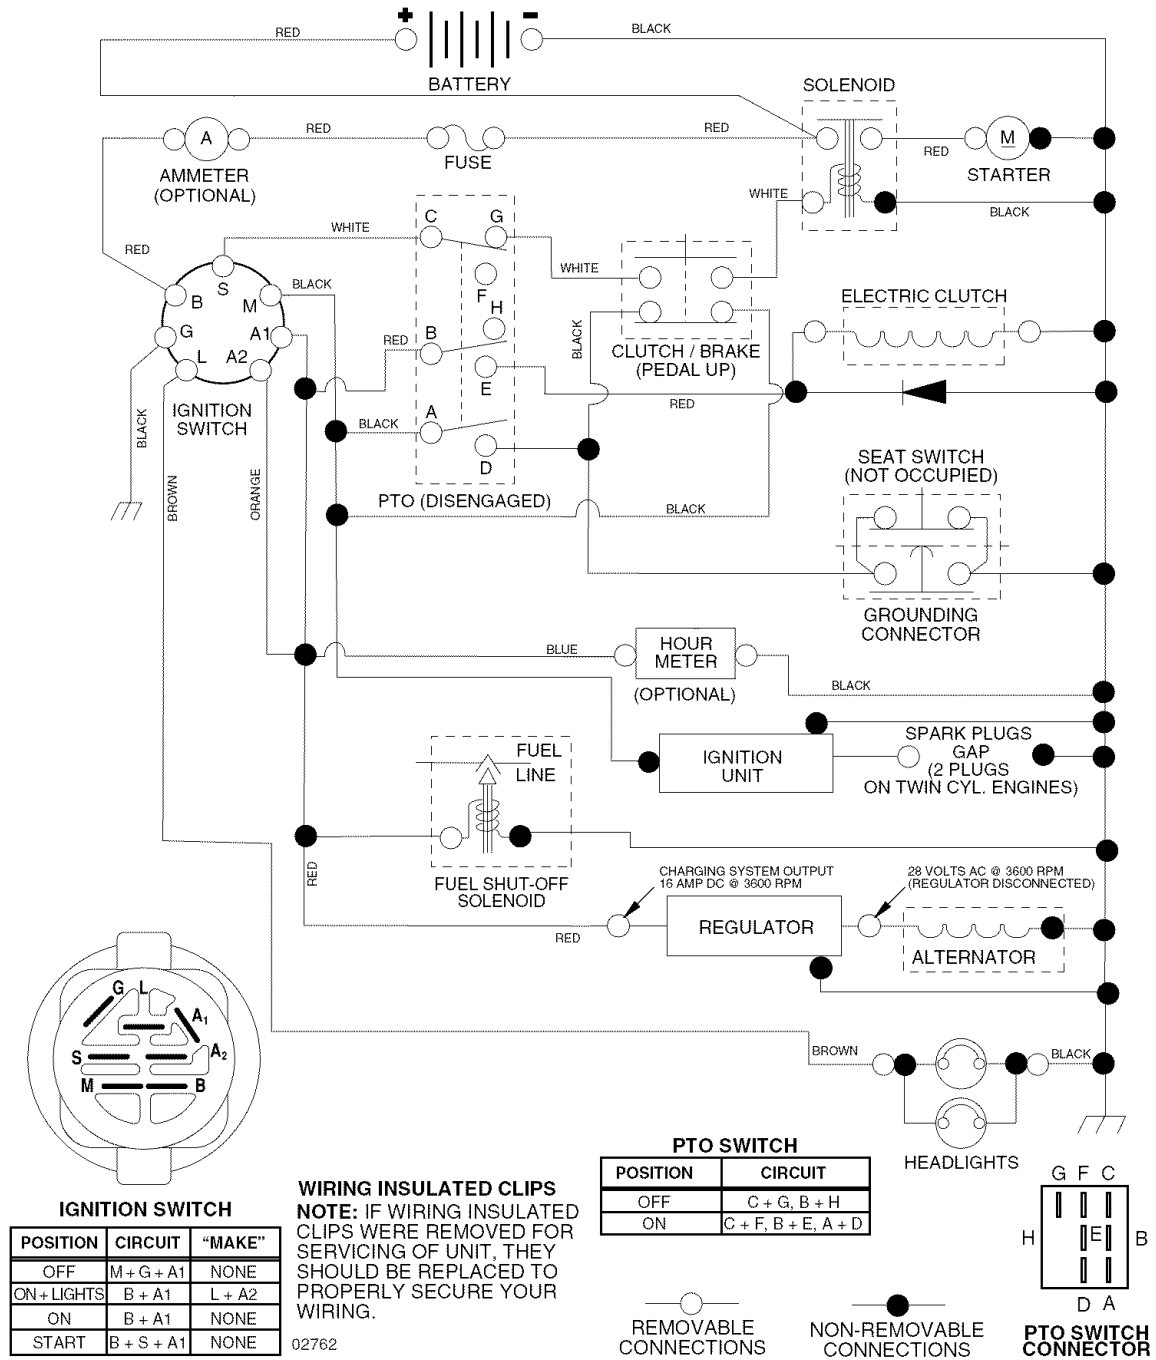 + -
RED
BLACK
BATTERY
SOLENOID
A
RED
RED
M
FUSE
RED
AMMETER
STARTER
(OPTIONAL)
WHITE
BLACK
C G
WHITE
RED
WHITE
S
F
B
BLACK
ELECTRIC CLUTCH
M
H
G
A1
B
RED
BLACK
CLUTCH / BRAKE
L A2
(PEDAL UP)
E
IGNITION
RED
SWITCH
A
BLACK
BLACK
SEAT SWITCH
D
(NOT OCCUPIED)
BROWN
ORANGE
PTO (DISENGAGED)
BLACK
GROUNDING
CONNECTOR
BLUE
HOUR
METER
BLACK
(OPTIONAL)
SPARK PLUGS
FUEL
IGNITION
GAP
LINE
UNIT
(2 PLUGS
ON TWIN CYL. ENGINES)
RED
CHARGING SYSTEM OUTPUT
28 VOLTS AC @ 3600 RPM
16 AMP DC @ 3600 RPM
(REGULATOR DISCONNECTED)
FUEL SHUT-OFF
SOLENOID
RED
REGULATOR
ALTERNATOR
G L
A1
S
A2
M B
BROWN
BLACK
HEADLIGHTS
PTO SWITCH
POSITION CIRCUIT
OFF C + G, B + H
ON C + F, B + E, A + D
G F C
H E B
D A
PTO SWITCH
CONNECTOR
IGNITION SWITCH
POSITION CIRCUIT “MAKE”
OFF M + G + A1 NONE
ON + LIGHTS B + A1 L + A2
ON B + A1 NONE
START B + S + A1 NONE
WIRING INSULATED CLIPS
NOTE: IF WIRING INSULATED
CLIPS WERE REMOVED FOR
SERVICING OF UNIT, THEY
SHOULD BE REPLACED TO
PROPERLY SECURE YOUR
WIRING.
02762
REMOVABLE
CONNECTIONS
NON-REMOVABLE
CONNECTIONS